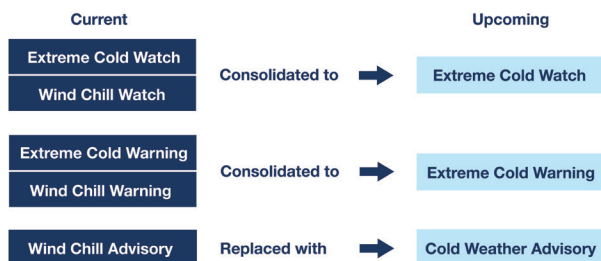 Current Upcoming
Extreme Cold Watch
Wind Chill Watch
Consolidated to
Extreme Cold Watch
Extreme Cold Warning
Wind Chill Warning
Consolidated to
Extreme Cold Warning
Wind Chill Advisory
Replaced with
Cold Weather Advisory